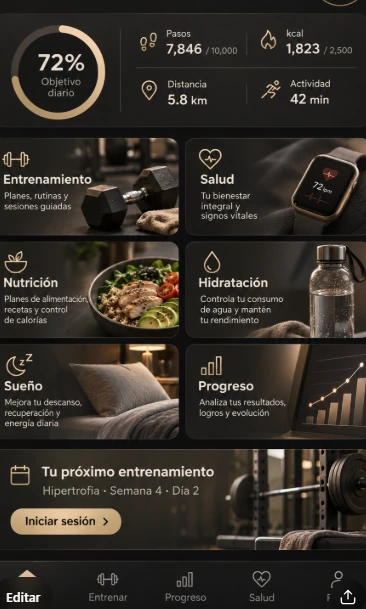 72%
Objetivo
diario
Pasos
7,846 / 10,000
kcal
1,823 / 2,500
Distancia
5.8 km
Actividad
42 min
Entrenamiento
Planes, rutinas y
sesiones guiadas
Salud
Tu bienestar
integral y
signos vitales
72 bpm
Nutrición
Planes de alimentación,
recetas y control
de calorías
Hidratación
Controla tu consumo
de agua y mantén
tu rendimiento
zZ
Sueño
Mejora tu descanso,
recuperación y
energía diaria
Progreso
Analiza tus resultados,
logros y evolución
Tu próximo entrenamiento
Hipertrofia · Semana 4 · Día 2
Iniciar sesión
Editar
Entrenar
Progreso
Salud